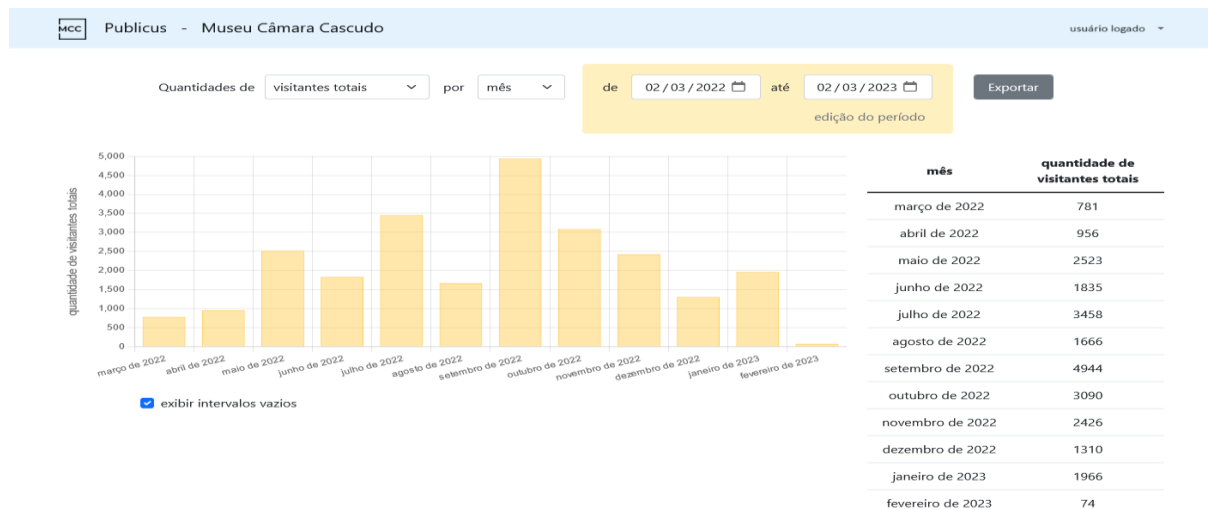 MCC Publicus - Museu Câmara Cascudo
usuário logado
Quantidades de visitantes totais por mês de 02/03/2022 até 02/03/2023 Exportar
edição do período
quantidade de visitantes totais
5,000
4,500
4,000
3,500
3,000
2,500
2,000
1,500
1,000
500
0
março de 2022
abril de 2022
maio de 2022
junho de 2022
julho de 2022
agosto de 2022
setembro de 2022
outubro de 2022
novembro de 2022
dezembro de 2022
janeiro de 2023
fevereiro de 2023
exibir intervalos vazios
mês quantidade de
visitantes totais
março de 2022 781
abril de 2022 956
maio de 2022 2523
junho de 2022 1835
julho de 2022 3458
agosto de 2022 1666
setembro de 2022 4944
outubro de 2022 3090
novembro de 2022 2426
dezembro de 2022 1310
janeiro de 2023 1966
fevereiro de 2023 74